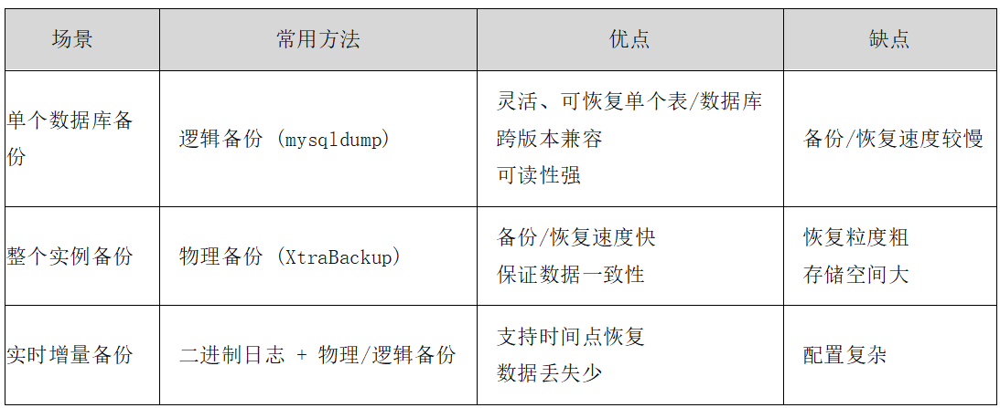 场景 常用方法 优点 缺点
单个数据库备份
逻辑备份 (mysqldump)
灵活、可恢复单个表/数据库
跨版本兼容
可读性强
备份/恢复速度较慢
整个实例备份
物理备份 (XtraBackup)
备份/恢复速度快
保证数据一致性
恢复粒度粗
存储空间大
实时增量备份
二进制日志 + 物理/逻辑备份
支持时间点恢复
数据丢失少
配置复杂